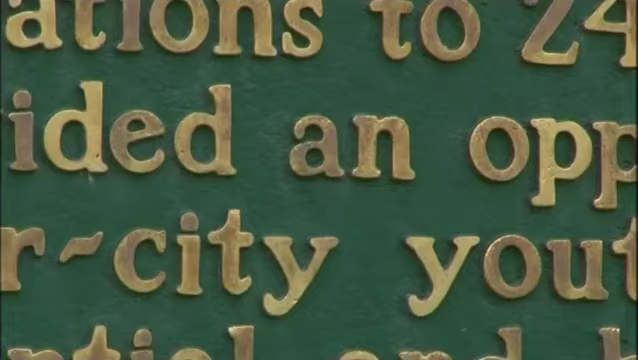 ations to 24
ided an opp
r-city yout